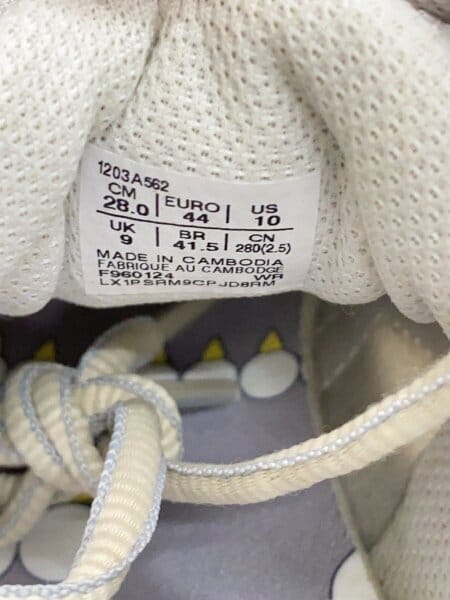 1203A562
CM EURO US
28.0 44 10
UK BR CN
9 41.5 280(2.5)
MADE IN CAMBODIA
FABRIQUE AU CAMBODGE
F960124 WR
LX1PSRM9CPJD8RM